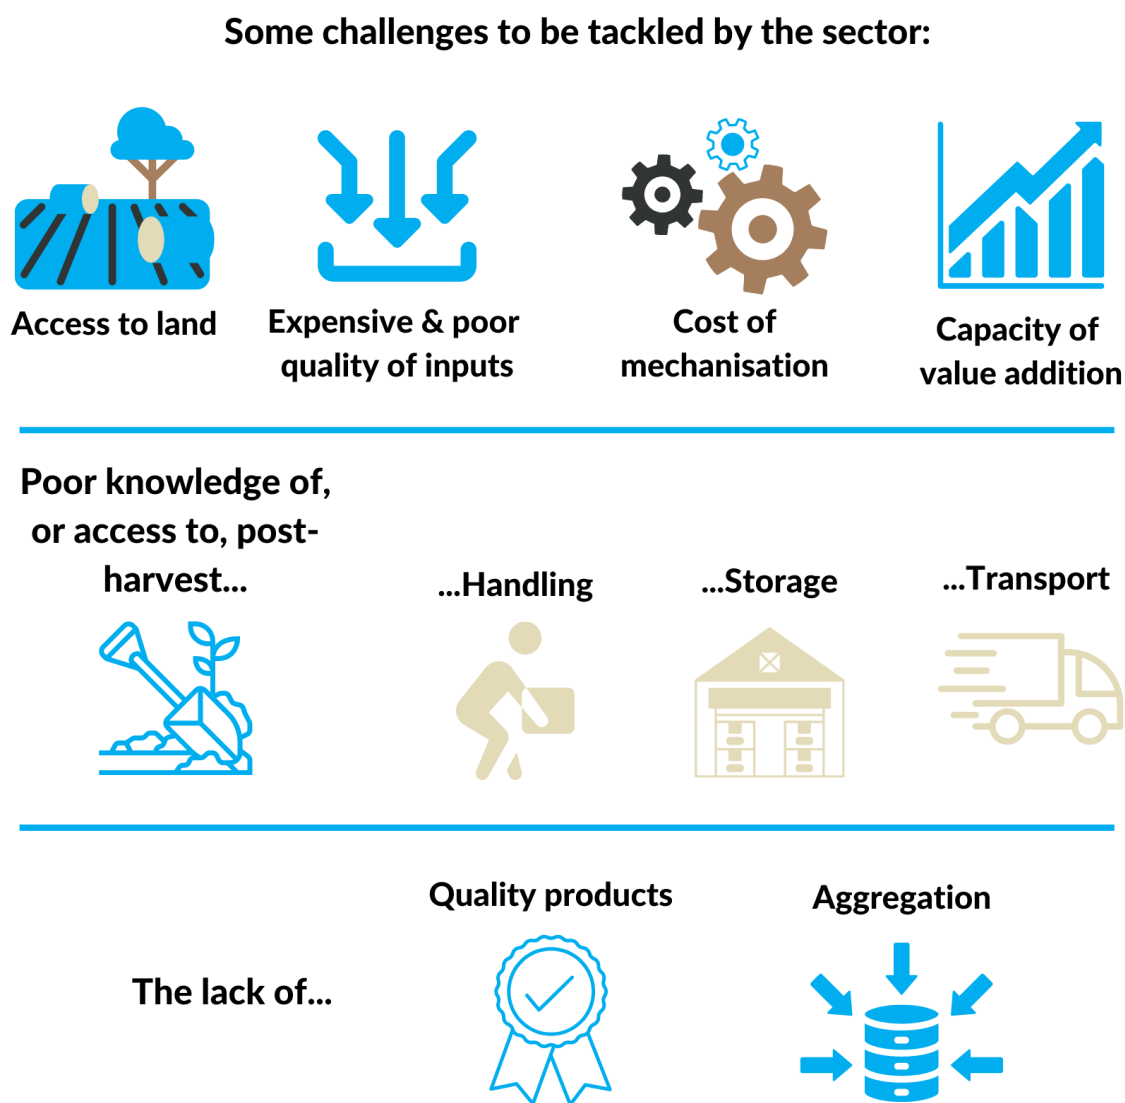 Some challenges to be tackled by the sector:
Access to land
Expensive & poor
quality of inputs
Cost of
mechanisation
Capacity of
value addition
Poor knowledge of,
or access to, post-
harvest...
...Handling
...Storage
...Transport
The lack of...
Quality products
Aggregation